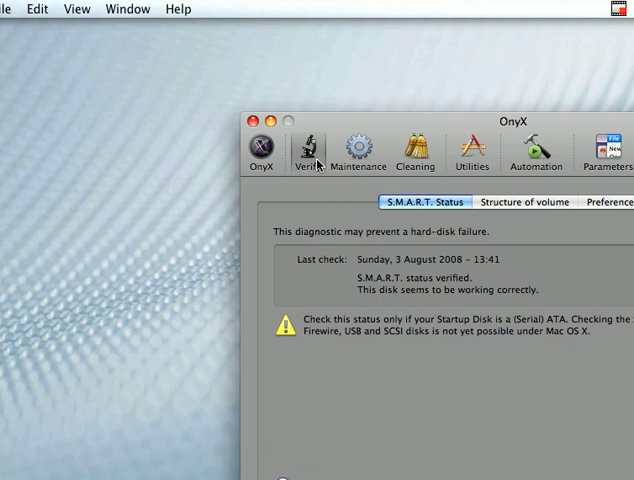 Edit View Window Help
OnyX
OnyX Maintenance Cleaning Utilities Automation Parameters
S.M.A.R.T. Status Structure of volume Preference
This diagnostic may prevent a hard-disk failure.
Last check: Sunday, 3 August 2008 - 13:41
S.M.A.R.T. status verified.
This disk seems to be working correctly.
Check this status only if your Startup Disk is a (Serial) ATA. Checking the
Firewire, USB and SCSI disks is not yet possible under Mac OS X.